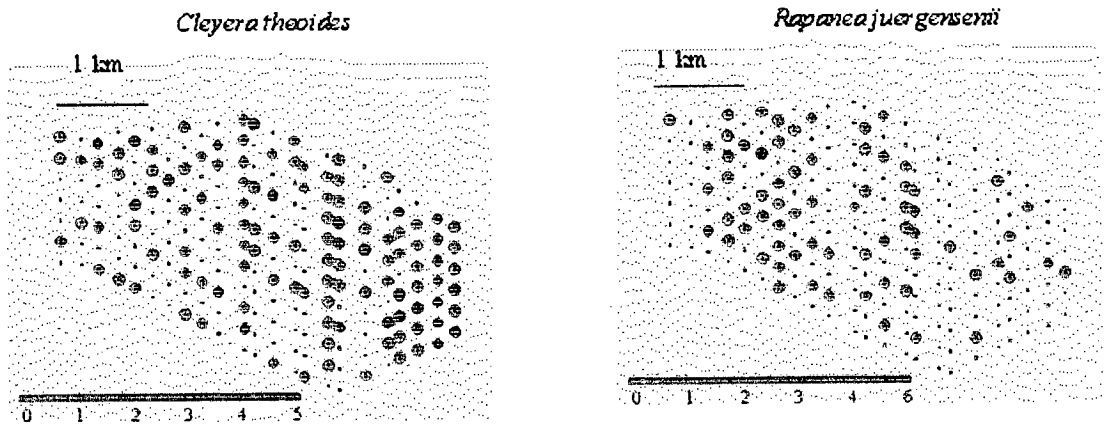 Cleyera theoides
1 km
0 1 2 3 4 5
Rapanea juergensenii
1 km
0 1 2 3 4 6